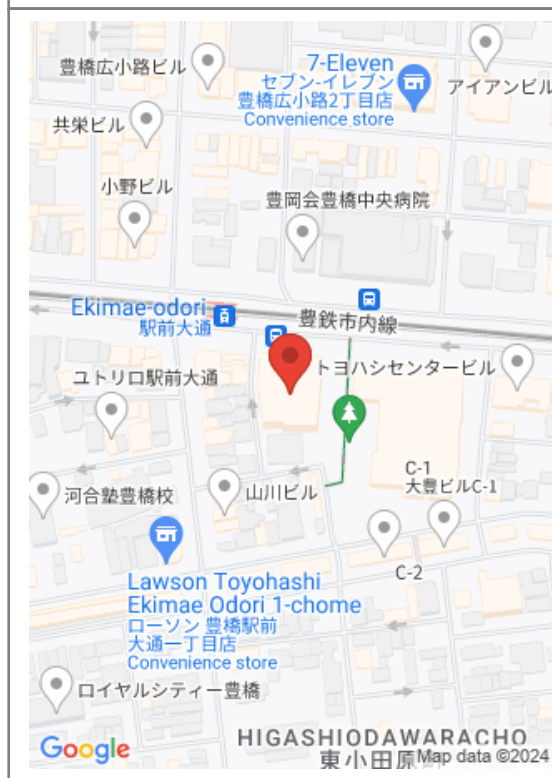 豊橋広小路ビル
7-Eleven
セブン-イレブン
豊橋広小路2丁目店
Convenience store
アイアンビル
共栄ビル
小野ビル
豊岡会豊橋中央病院
Ekimae-odori
駅前大通
豊鉄市内線
ユトリロ駅前大通
トヨハシセンタービル
河合塾豊橋校
山川ビル
C-1
大豊ビルC-1
C-2
Lawson Toyohashi
Ekimae Odori 1-chome
ローソン 豊橋駅前
大通一丁目店
Convenience store
ロイヤルシティー豊橋
HIGASHIODAWARACHO
東小田原
Google
Map data ©2024